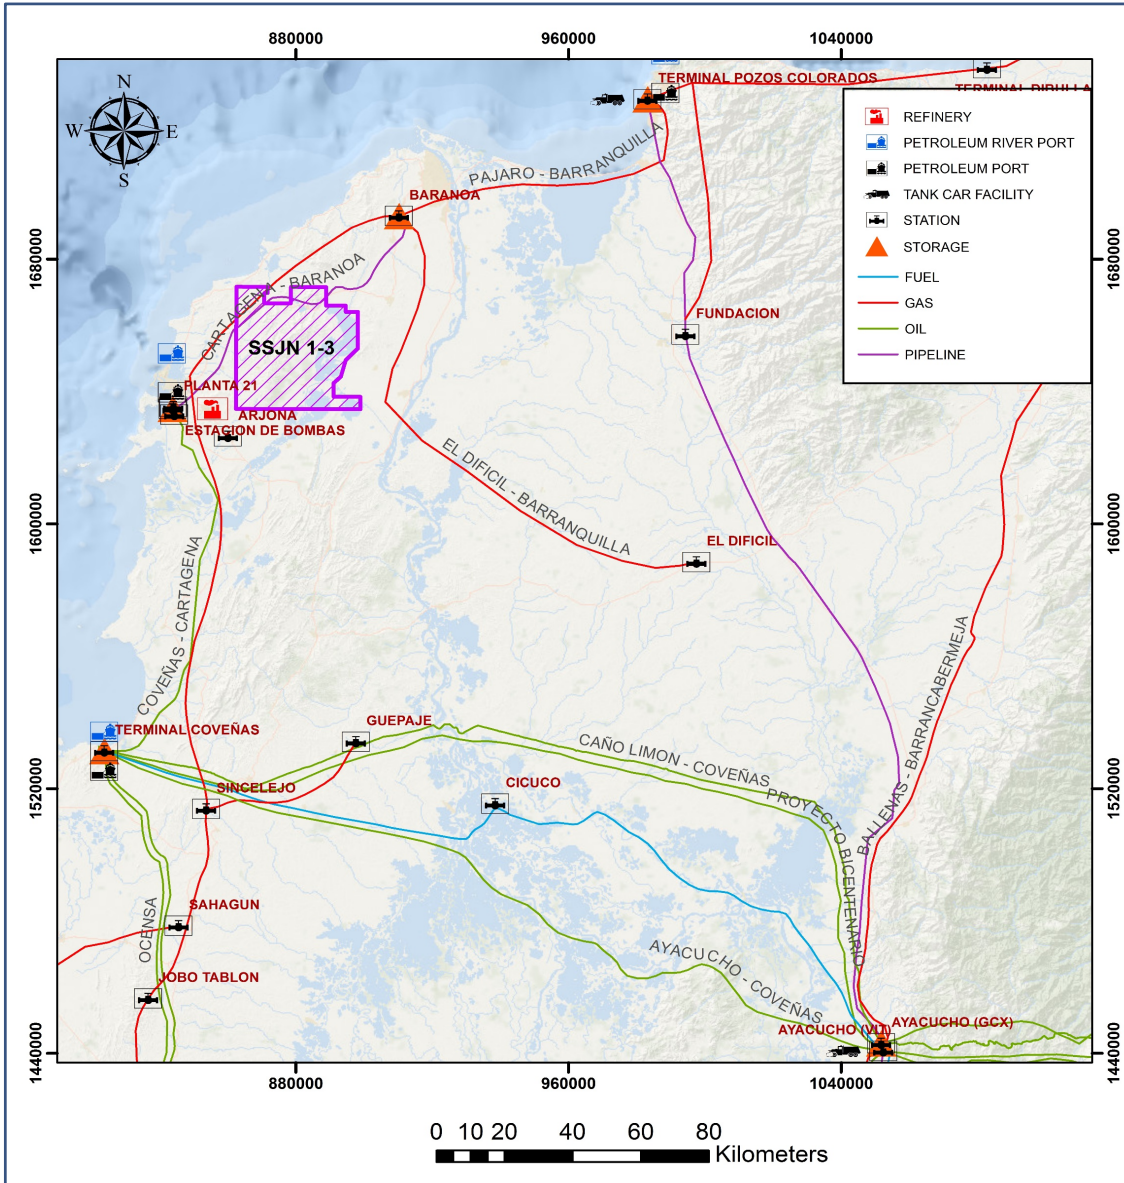 880000
960000
1040000
N
W
E
S
TERMINAL POZOS COLORADOS
TERMINAL DIBULLA
REFINERY
PETROLEUM RIVER PORT
PETROLEUM PORT
TANK CAR FACILITY
STATION
STORAGE
FUEL
GAS
OIL
PIPELINE
PAJARO - BARRANQUILLA
BARANOA
1680000
1680000
CARTAGENA - BARANOA
FUNDACION
SSJN 1-3
PLANTA 21
ARJONA
ESTACION DE BOMBAS
EL DIFICIL - BARRANQUILLA
1600000
1600000
EL DIFICIL
COVEÑAS - CARTAGENA
BALLENAS - BARRANCABERMEJA
GUEPAJE
TERMINAL COVEÑAS
CAÑO LIMON - COVEÑAS
SINCELEJO
CICUCO
1520000
1520000
PROYECTO BICENTENARIO
SAHAGUN
OCENSA
JOBO TABLON
AYACUCHO - COVEÑAS
AYACUCHO (VIT)
AYACUCHO (GCX)
1440000
1440000
880000
960000
1040000
0 10 20 40 60 80
Kilometers